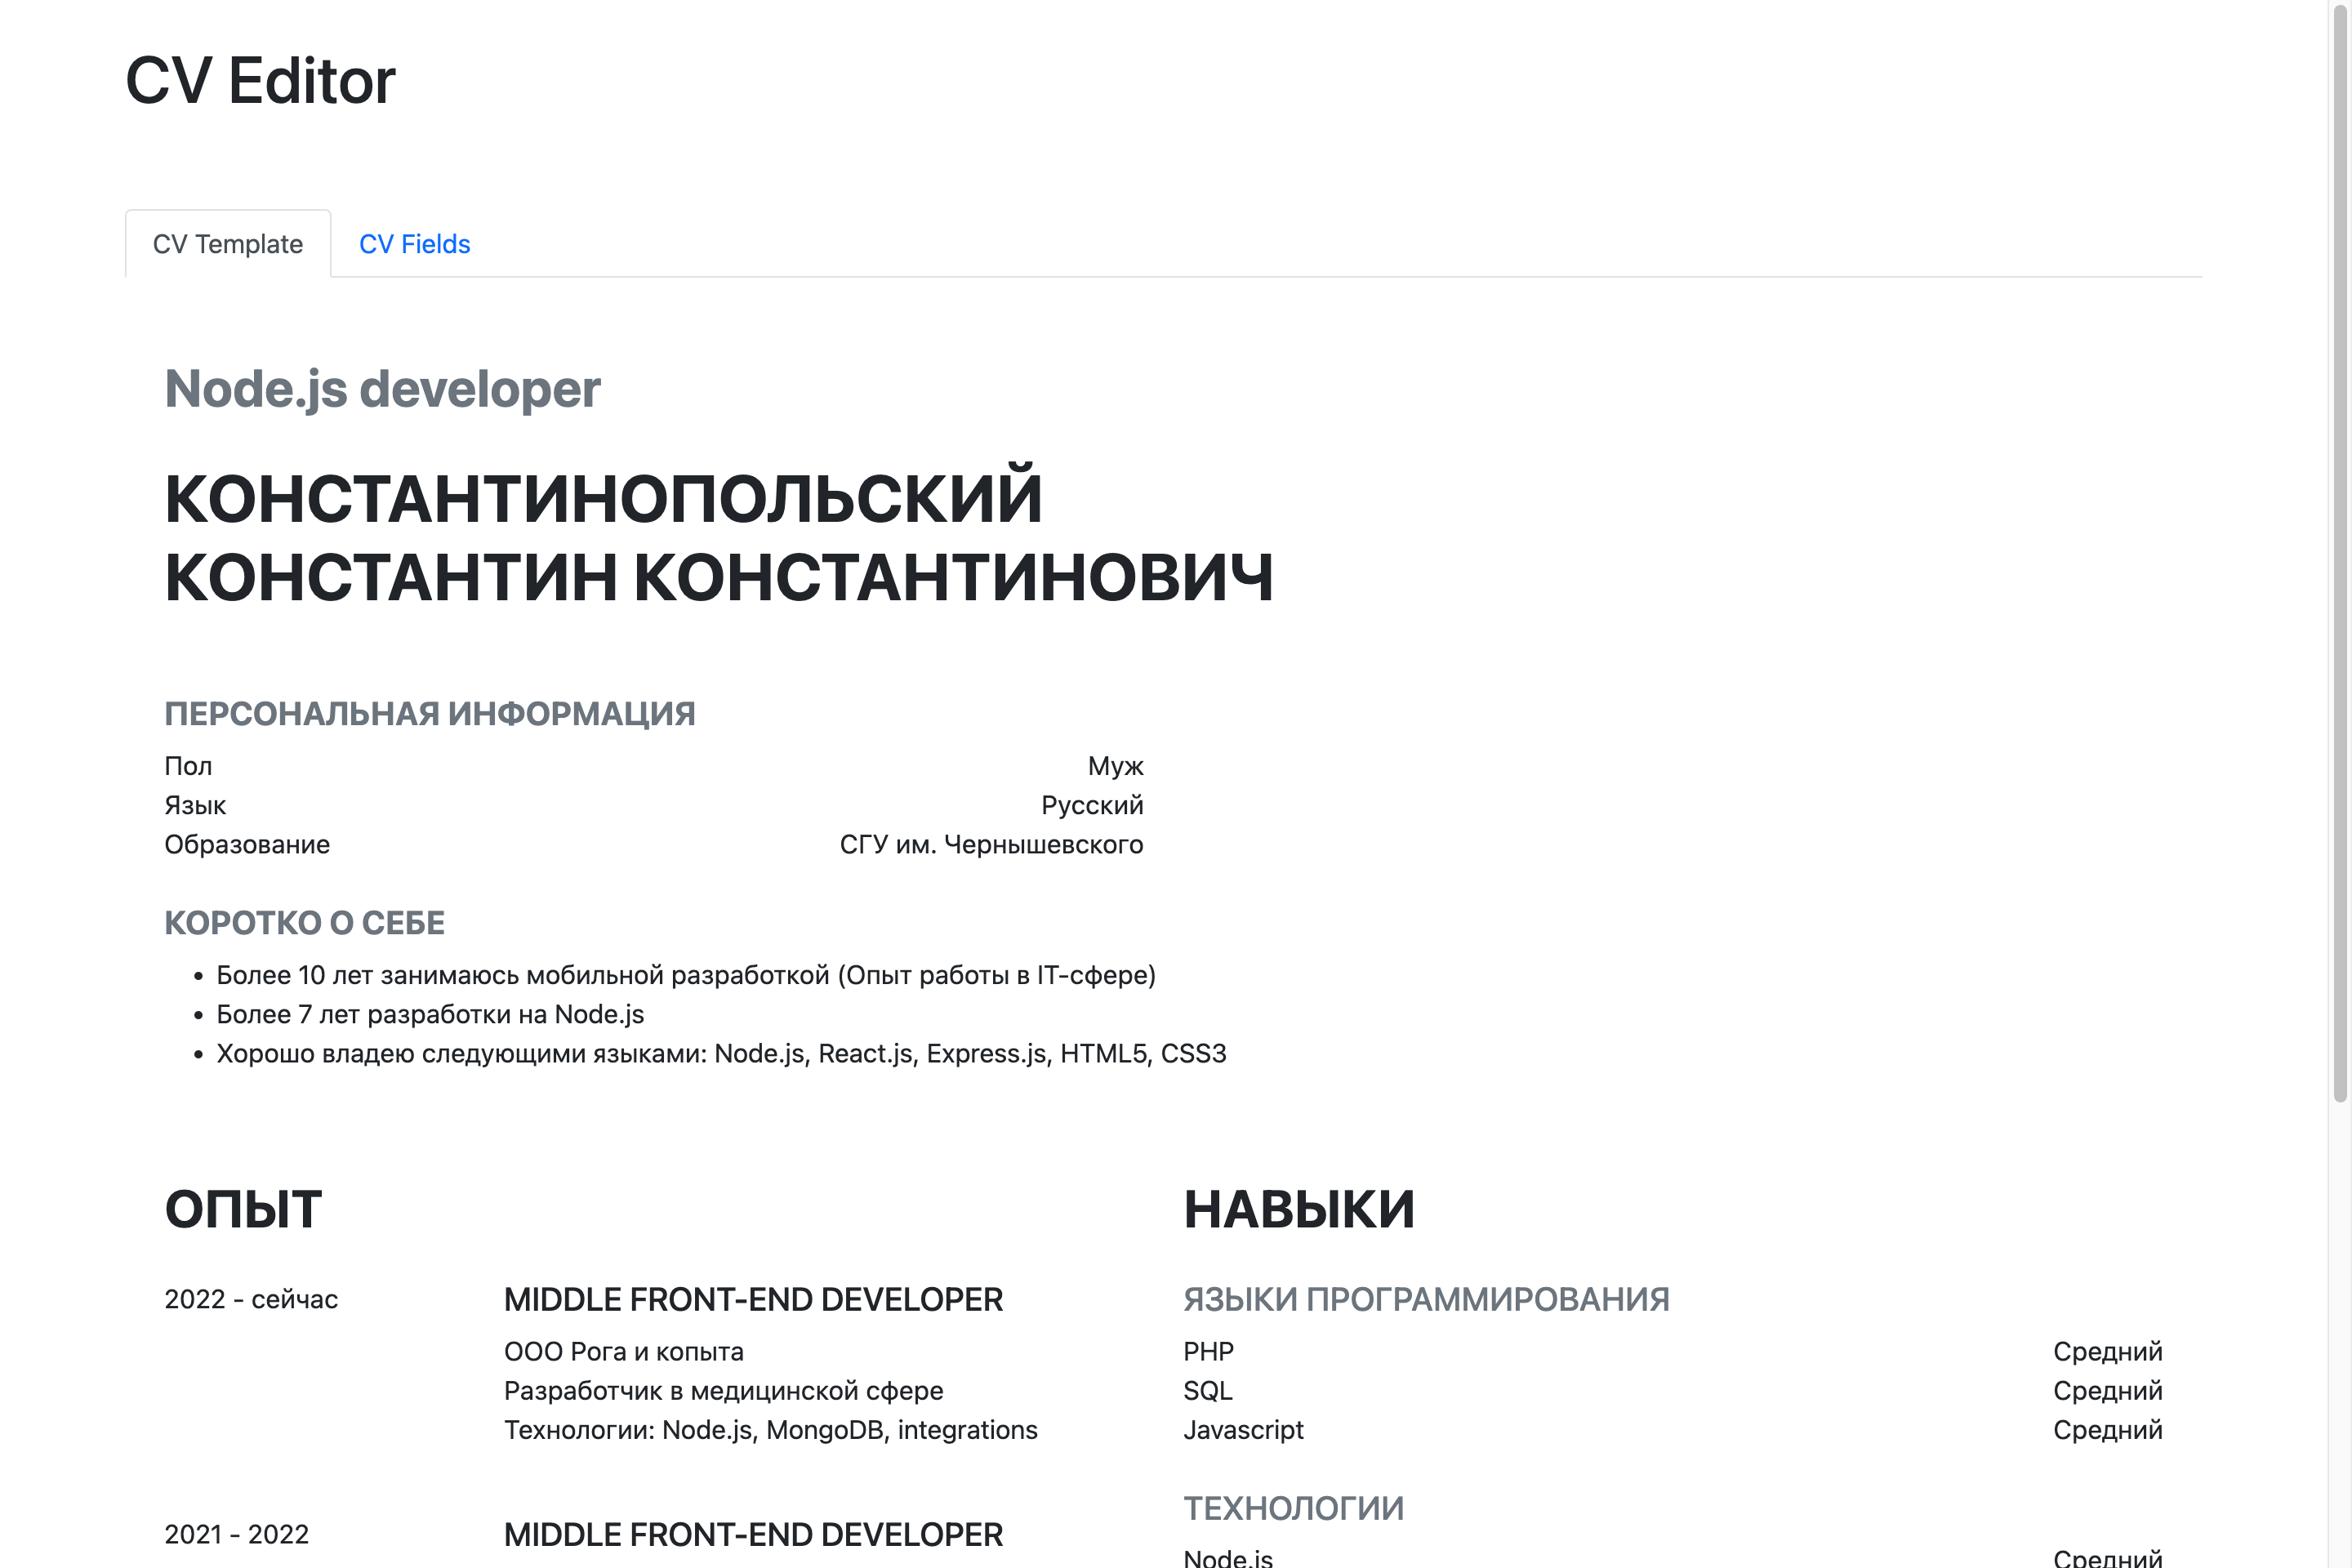 CV Editor
CV Template
CV Fields
Node.js developer
КОНСТАНТИНОПОЛЬСКИЙ
КОНСТАНТИН КОНСТАНТИНОВИЧ
ПЕРСОНАЛЬНАЯ ИНФОРМАЦИЯ
Пол Муж
Язык Русский
Образование СГУ им. Чернышевского
КОРОТКО О СЕБЕ
• Более 10 лет занимаюсь мобильной разработкой (Опыт работы в IT-сфере)
• Более 7 лет разработки на Node.js
• Хорошо владею следующими языками: Node.js, React.js, Express.js, HTML5, CSS3
ОПЫТ
2022 - сейчас
MIDDLE FRONT-END DEVELOPER
ООО Рога и копыта
Разработчик в медицинской сфере
Технологии: Node.js, MongoDB, integrations
2021 - 2022
MIDDLE FRONT-END DEVELOPER
НАВЫКИ
ЯЗЫКИ ПРОГРАММИРОВАНИЯ
PHP Средний
SQL Средний
Javascript Средний
ТЕХНОЛОГИИ
Node.js Средний